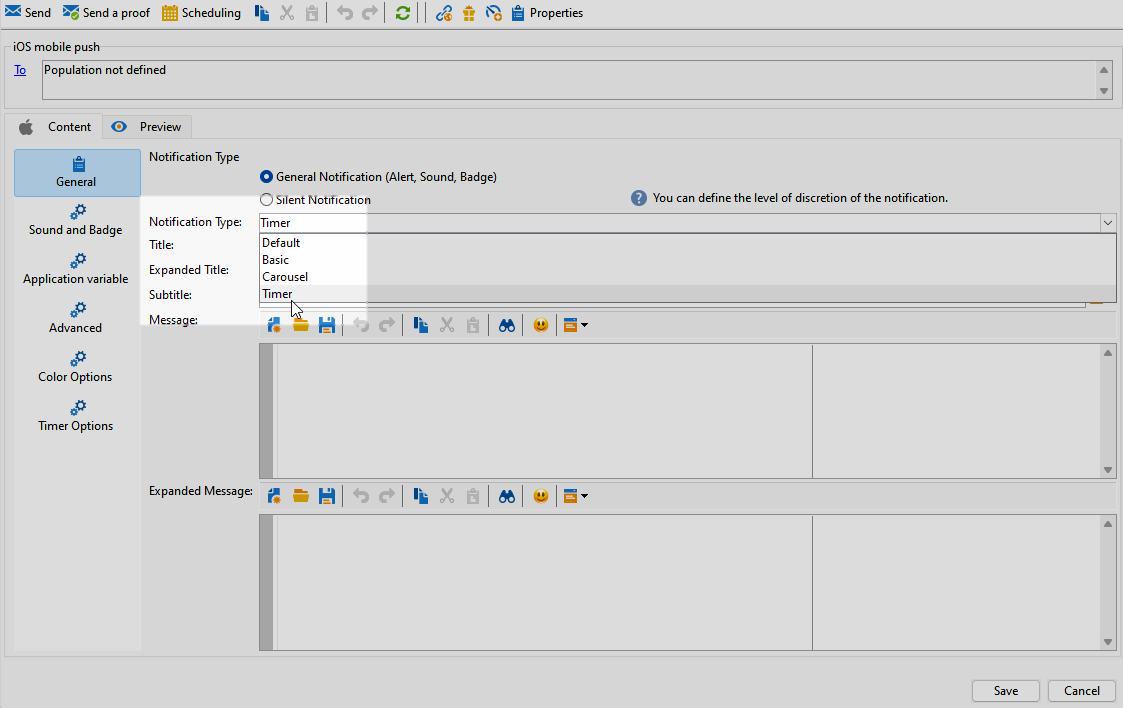 Send Send a proof Scheduling Properties
iOS mobile push
To Population not defined
Content Preview
General
Sound and Badge
Application variable
Advanced
Color Options
Timer Options
Notification Type
General Notification (Alert, Sound, Badge)
Silent Notification
? You can define the level of discretion of the notification.
Notification Type: Timer
Default
Basic
Carousel
Timer
Title:
Expanded Title:
Subtitle:
Message:
Expanded Message:
Save Cancel